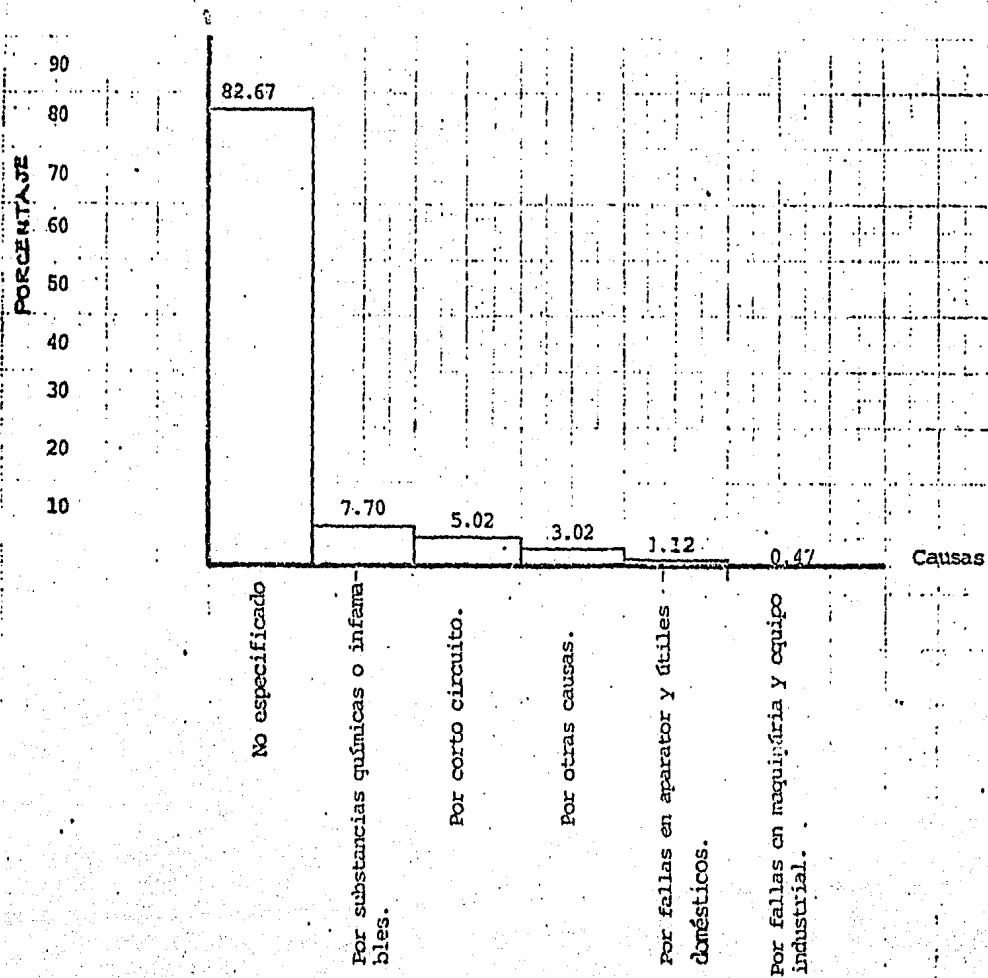 PORCENTAJE
90
80
70
60
50
40
30
20
10
82.67
7.70
5.02
3.02
1.12
0.47
Causas
No especificado
Por substancias químicas o infama-
bles.
Por corto circuito.
Por otras causas.
Por fallas en aparator y útiles
domésticos.
Por fallas en maquinária y equipo
industrial.